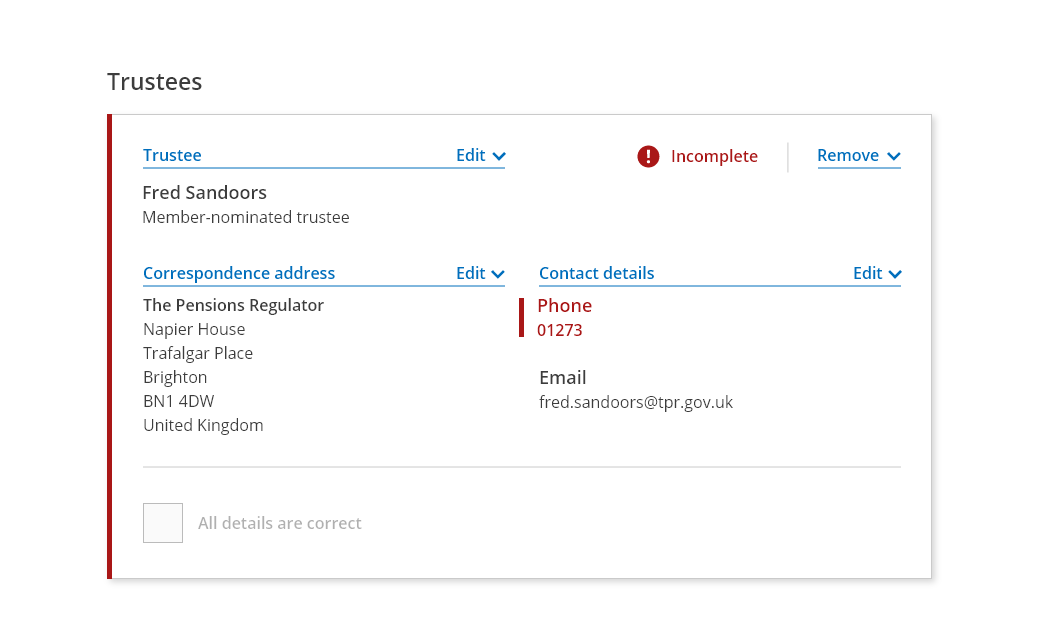 Trustees
Trustee Edit
Incomplete
Remove
Fred Sandoors
Member-nominated trustee
Correspondence address Edit
The Pensions Regulator
Napier House
Trafalgar Place
Brighton
BN1 4DW
United Kingdom
Contact details Edit
Phone
01273
Email
fred.sandoors@tpr.gov.uk
All details are correct